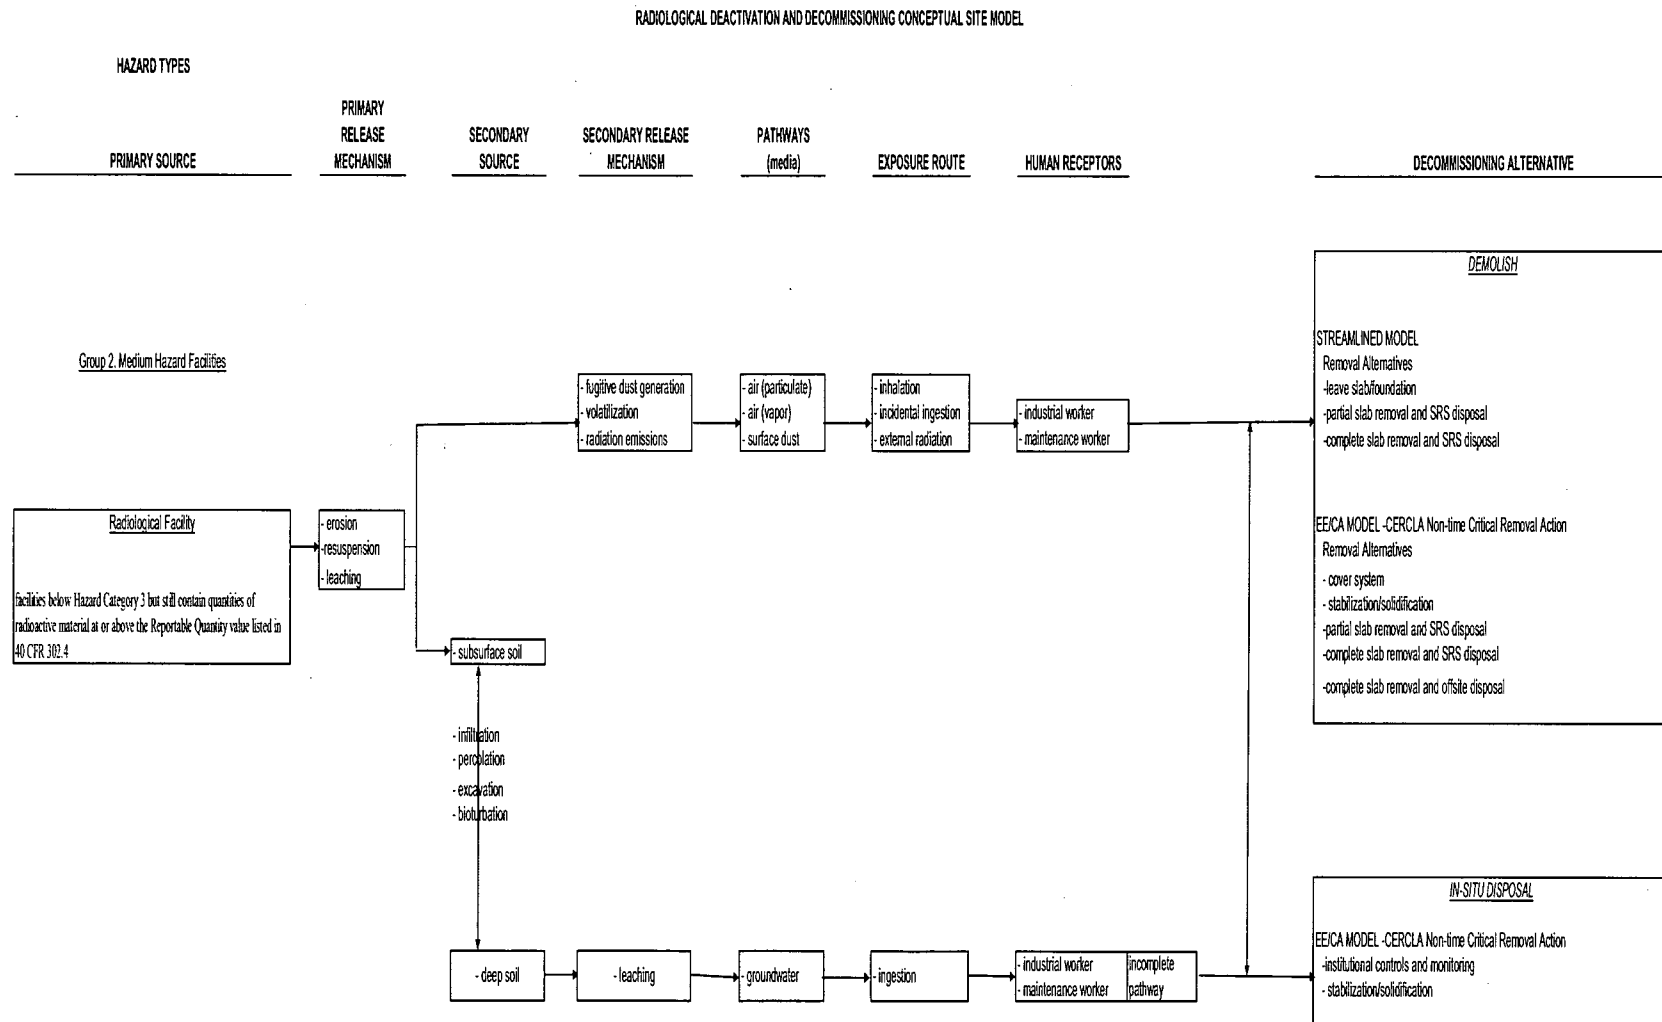 RADIOLOGICAL DEACTIVATION AND DECOMMISSIONING CONCEPTUAL SITE MODEL
HAZARD TYPES
PRIMARY SOURCE
PRIMARY
RELEASE
MECHANISM
SECONDARY
SOURCE
SECONDARY RELEASE
MECHANISM
PATHWAYS
(media)
EXPOSURE ROUTE
HUMAN RECEPTORS
DECOMMISSIONING ALTERNATIVE
Group 2. Medium Hazard Facilities
Radiological Facility
facilities below Hazard Category 3 but still contain quantities of
radioactive material at or above the Reportable Quantity value listed in
40 CFR 302.4
- erosion
-resuspension
- leaching
- fugitive dust generation
- volatilization
- radiation emissions
- air (particulate)
- air (vapor)
- surface dust
- inhalation
- incidental ingestion
- external radiation
- industrial worker
- maintenance worker
DEMOLISH
STREAMLINED MODEL
Removal Alternatives
-leave slab/foundation
-partial slab removal and SRS disposal
-complete slab removal and SRS disposal
EE/CA MODEL -CERCLA Non-time Critical Removal Action
Removal Alternatives
- cover system
- stabilization/solidification
-partial slab removal and SRS disposal
-complete slab removal and SRS disposal
-complete slab removal and offsite disposal
- subsurface soil
- infiltration
- percolation
- excavation
- bioturbation
- deep soil
- leaching
- groundwater
- ingestion
- industrial worker
- maintenance worker
incomplete
pathway
IN-SITU DISPOSAL
EE/CA MODEL -CERCLA Non-time Critical Removal Action
-institutional controls and monitoring
- stabilization/solidification